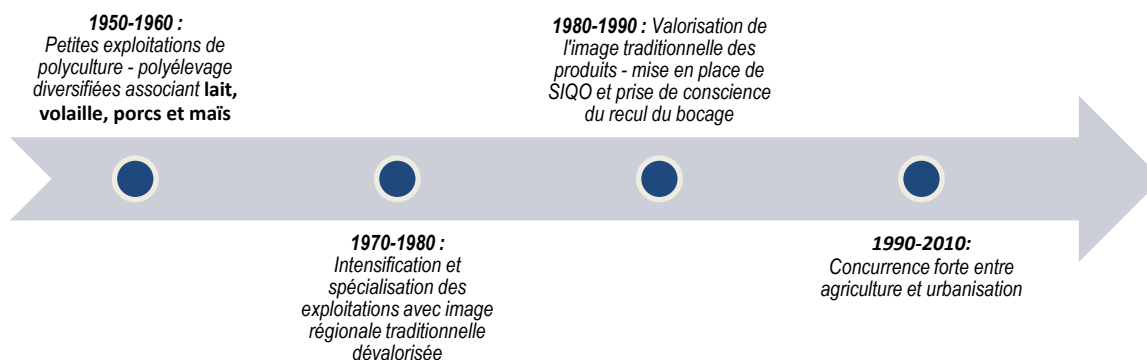 1950-1960 :
Petites exploitations de
polyculture - polyélevage
diversifiées associant lait,
volaille, porcs et maïs
1970-1980 :
Intensification et
spécialisation des
exploitations avec image
régionale traditionnelle
dévalorisée
1980-1990 : Valorisation de
l'image traditionnelle des
produits - mise en place de
SIQO et prise de conscience
du recul du bocage
1990-2010:
Concurrence forte entre
agriculture et urbanisation